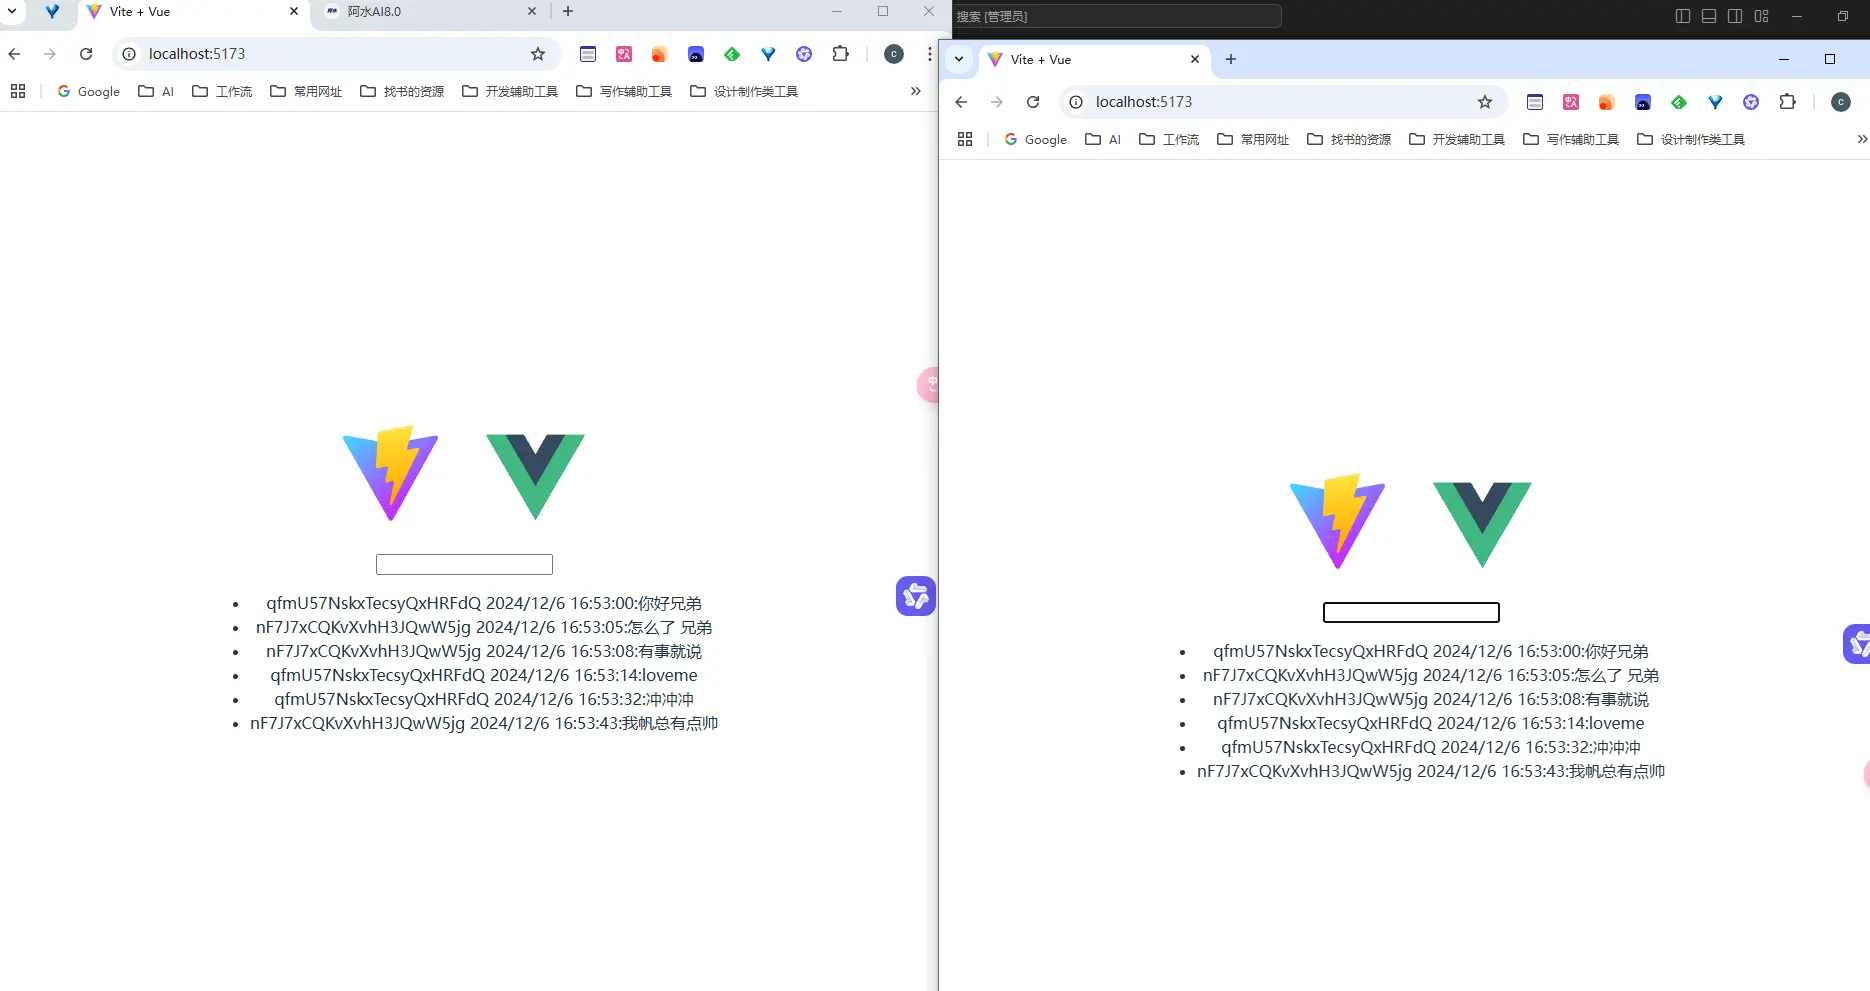 Vite + Vue
阿水AI8.0
localhost:5173
Google
AI
工作流
常用网址
找书的资源
开发辅助工具
写作辅助工具
设计制作类工具
qfmU57NskxTecsyQxHRFdQ 2024/12/6 16:53:00:你好兄弟
nF7J7xCQKvXvhH3JQwW5jg 2024/12/6 16:53:05:怎么了 兄弟
nF7J7xCQKvXvhH3JQwW5jg 2024/12/6 16:53:08:有事就说
qfmU57NskxTecsyQxHRFdQ 2024/12/6 16:53:14:loveme
qfmU57NskxTecsyQxHRFdQ 2024/12/6 16:53:32:冲冲冲
nF7J7xCQKvXvhH3JQwW5jg 2024/12/6 16:53:43:我帆总有点帅
搜索 [管理员]
Vite + Vue
localhost:5173
Google
AI
工作流
常用网址
找书的资源
开发辅助工具
写作辅助工具
设计制作类工具
qfmU57NskxTecsyQxHRFdQ 2024/12/6 16:53:00:你好兄弟
nF7J7xCQKvXvhH3JQwW5jg 2024/12/6 16:53:05:怎么了 兄弟
nF7J7xCQKvXvhH3JQwW5jg 2024/12/6 16:53:08:有事就说
qfmU57NskxTecsyQxHRFdQ 2024/12/6 16:53:14:loveme
qfmU57NskxTecsyQxHRFdQ 2024/12/6 16:53:32:冲冲冲
nF7J7xCQKvXvhH3JQwW5jg 2024/12/6 16:53:43:我帆总有点帅